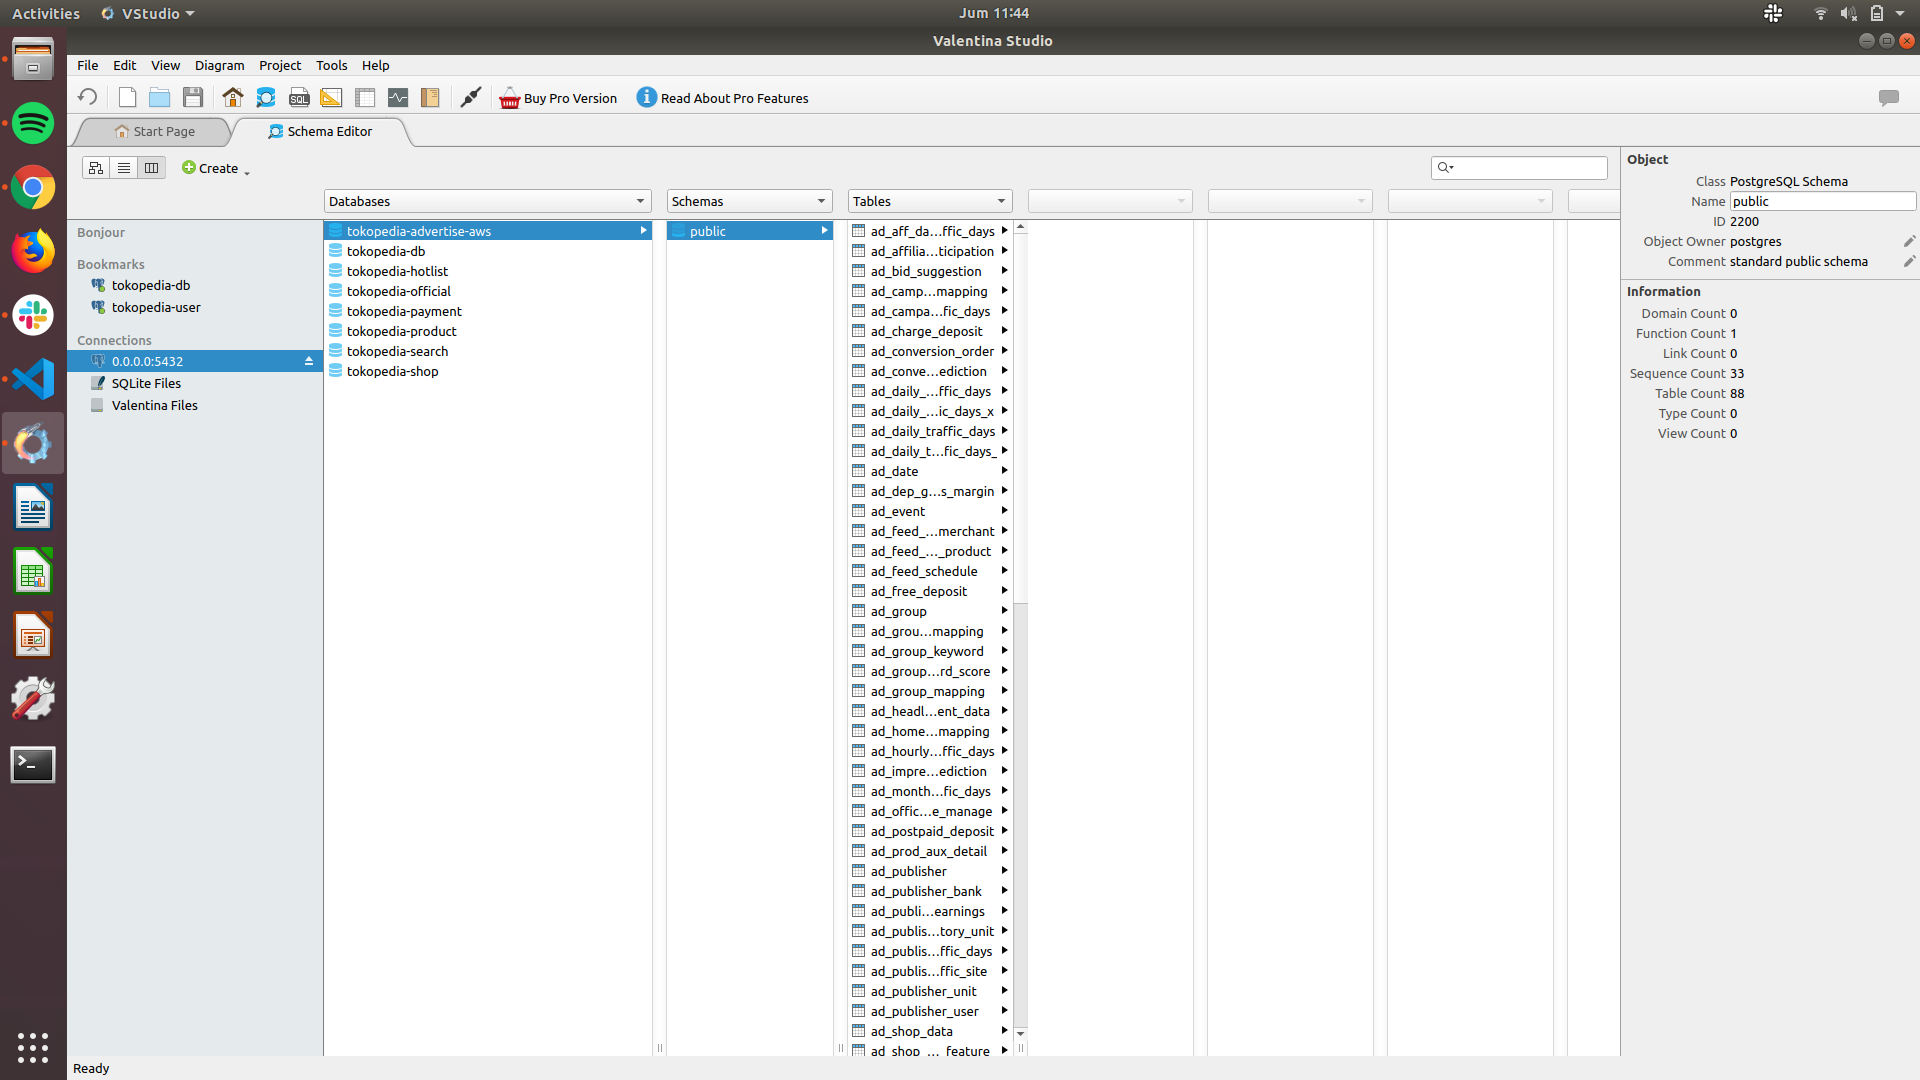 Activities
VStudio
Jum 11:44
Valentina Studio
File
Edit
View
Diagram
Project
Tools
Help
SQL
Buy Pro Version
Read About Pro Features
Start Page
Schema Editor
Create
Databases
Schemas
Tables
Bonjour
Bookmarks
tokopedia-db
tokopedia-user
Connections
0.0.0.0:5432
SQLite Files
Valentina Files
tokopedia-advertise-aws
tokopedia-db
tokopedia-hotlist
tokopedia-official
tokopedia-payment
tokopedia-product
tokopedia-search
tokopedia-shop
public
ad_aff_da...ffic_days
ad_affilia...ticipation
ad_bid_suggestion
ad_camp...mapping
ad_campa...fic_days
ad_charge_deposit
ad_conversion_order
ad_conve...ediction
ad_daily_...ffic_days
ad_daily_...ic_days_x
ad_daily_traffic_days
ad_daily_t...fic_days_
ad_date
ad_dep_g...s_margin
ad_event
ad_feed_...merchant
ad_feed_..._product
ad_feed_schedule
ad_free_deposit
ad_group
ad_grou...mapping
ad_group_keyword
ad_group...rd_score
ad_group_mapping
ad_headl...ent_data
ad_home...mapping
ad_hourly...ffic_days
ad_impre...ediction
ad_month...fic_days
ad_offic...e_manage
ad_postpaid_deposit
ad_prod_aux_detail
ad_publisher
ad_publisher_bank
ad_publi...earnings
ad_publis...tory_unit
ad_publis...ffic_days
ad_publis...ffic_site
ad_publisher_unit
ad_publisher_user
ad_shop_data
ad_shop_..._feature
Object
Class PostgreSQL Schema
Name public
ID 2200
Object Owner postgres
Comment standard public schema
Information
Domain Count 0
Function Count 1
Link Count 0
Sequence Count 33
Table Count 88
Type Count 0
View Count 0
Ready